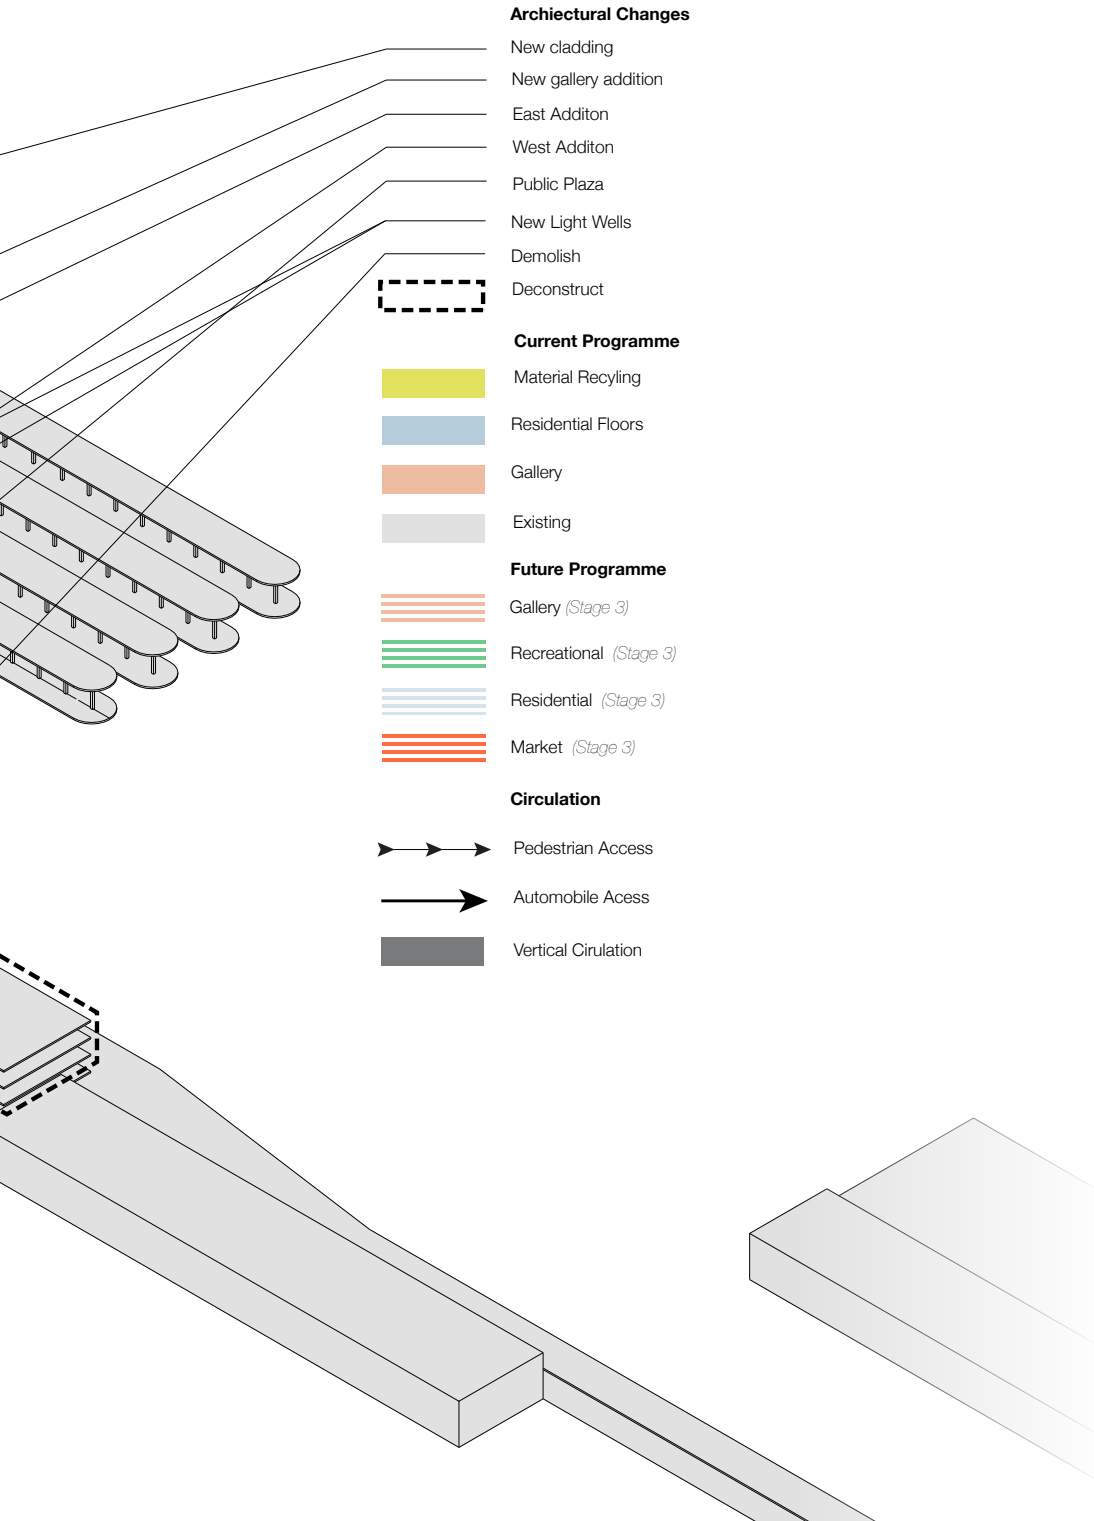 Archiectural Changes
New cladding
New gallery addition
East Additon
West Additon
Public Plaza
New Light Wells
Demolish
Deconstruct
Current Programme
Material Recyling
Residential Floors
Gallery
Existing
Future Programme
Gallery (Stage 3)
Recreational (Stage 3)
Residential (Stage 3)
Market (Stage 3)
Circulation
Pedestrian Access
Automobile Acess
Vertical Cirulation